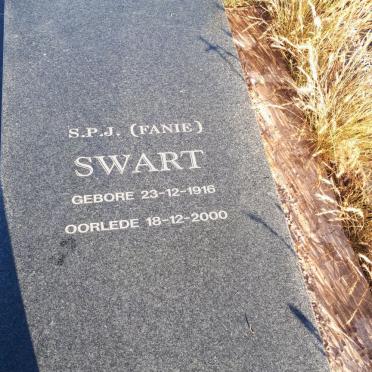 S.P.J. (FANIE)
SWART
GEBORE 23-12-1916
OORLEDE 18-12-2000